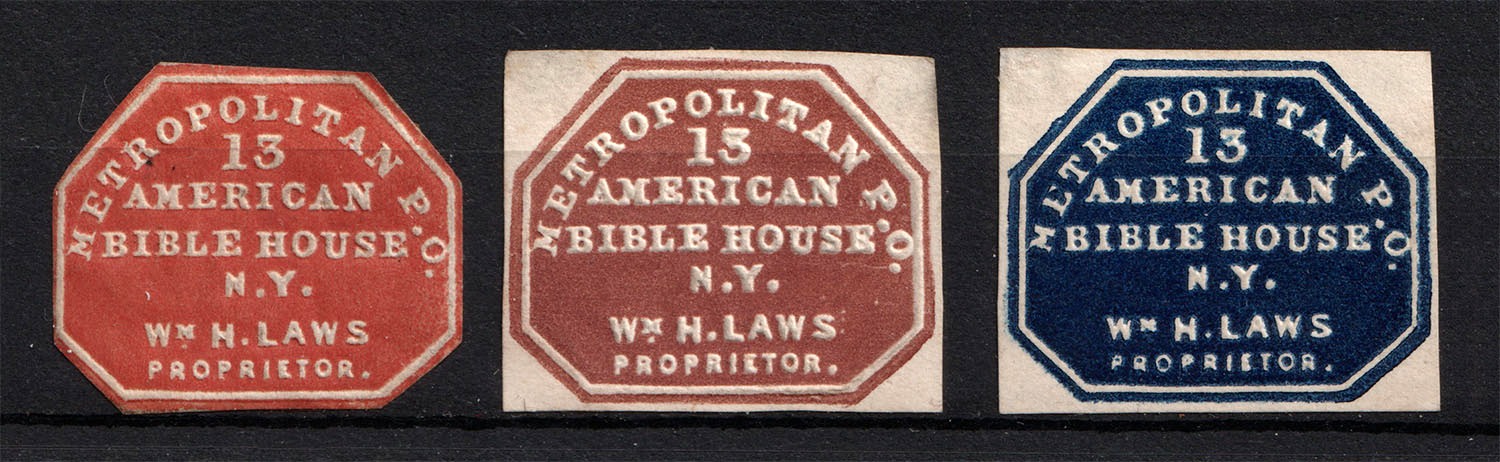 METROPOLITAN P.O.
13
AMERICAN
BIBLE HOUSE
N.Y.
WM H. LAWS
PROPRIETOR.
METROPOLITAN P.O.
13
AMERICAN
BIBLE HOUSE
N.Y.
WM H. LAWS
PROPRIETOR.
METROPOLITAN P.O.
13
AMERICAN
BIBLE HOUSE
N.Y.
WM H. LAWS
PROPRIETOR.